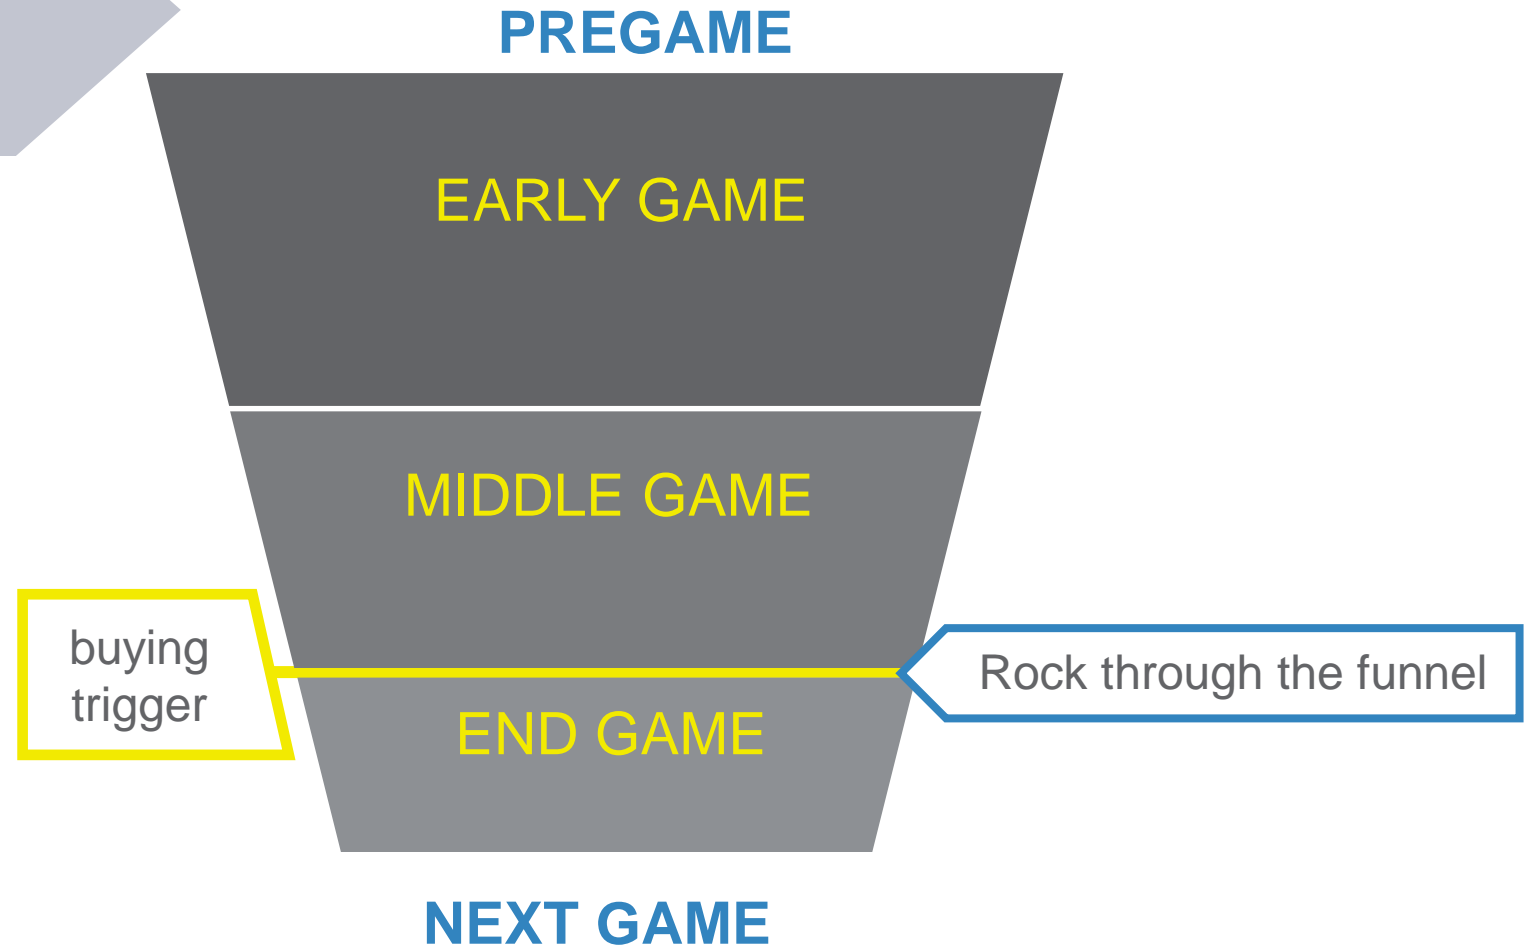 PREGAME
EARLY GAME
MIDDLE GAME
buying
trigger
Rock through the funnel
END GAME
NEXT GAME